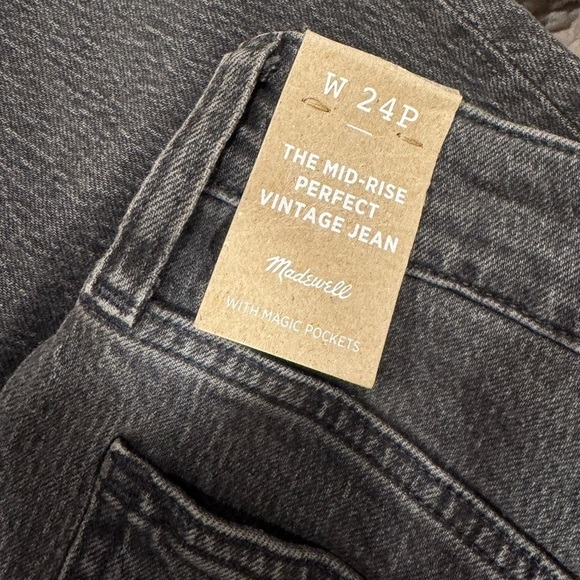 W 24P
THE MID-RISE
PERFECT
VINTAGE JEAN
Madewell
WITH MAGIC POCKETS